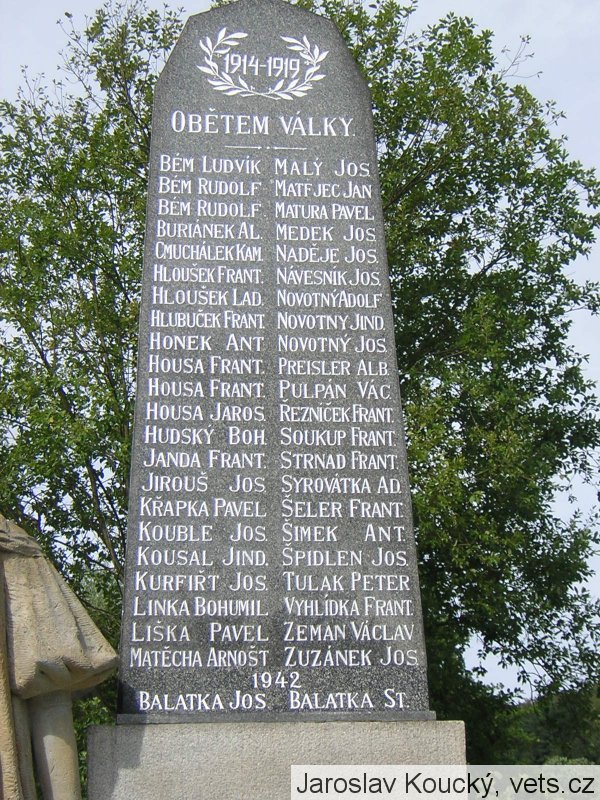 1914-1919
OBĚTEM VÁLKY.
BÉM LUDVÍK MALÝ JOS.
BÉM RUDOLF MATĚJEC JAN
BÉM RUDOLF MATURA PAVEL
BURIÁNEK AL. MEDEK JOS.
CMUCHÁLEK KAM. NADĚJE JOS.
HLOUŠEK FRANT. NÁVESNÍK JOS.
HLOUŠEK LAD. NOVOTNÝ ADOLF
HLUBUČEK FRANT. NOVOTNÝ JIND.
HONEK ANT. NOVOTNÝ JOS.
HOUSA FRANT. PREISLER ALB.
HOUSA FRANT. PULPÁN VÁC.
HOUSA JAROS. ŘEZNÍČEK FRANT.
HUDSKÝ BOH. SOUKUP FRANT.
JANDA FRANT. STRNAD FRANT.
JIROUŠ JOS. SYROVÁTKA AD.
KŘAPKA PAVEL ŠELER FRANT.
KOUBLE JOS. ŠIMEK ANT.
KOUSAL JIND. ŠPIDLEN JOS.
KURFIŘT JOS. TULAK PETER
LINKA BOHUMIL VYHLÍDKA FRANT.
LIŠKA PAVEL ZEMAN VÁCLAV
MATĚCHA ARNOŠT ZUZÁNEK JOS.
1942
BALATKA JOS. BALATKA ST.
Jaroslav Koucký, vets.cz